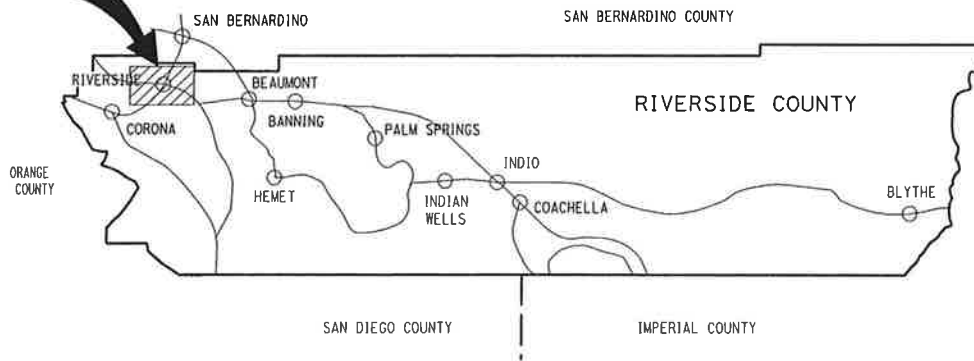 SAN BERNARDINO
SAN BERNARDINO COUNTY
RIVERSIDE
BEAUMONT
RIVERSIDE COUNTY
BANNING
CORONA
PALM SPRINGS
ORANGE
COUNTY
INDIO
HEMET
INDIAN
WELLS
BLYTHE
COACHELLA
SAN DIEGO COUNTY
IMPERIAL COUNTY